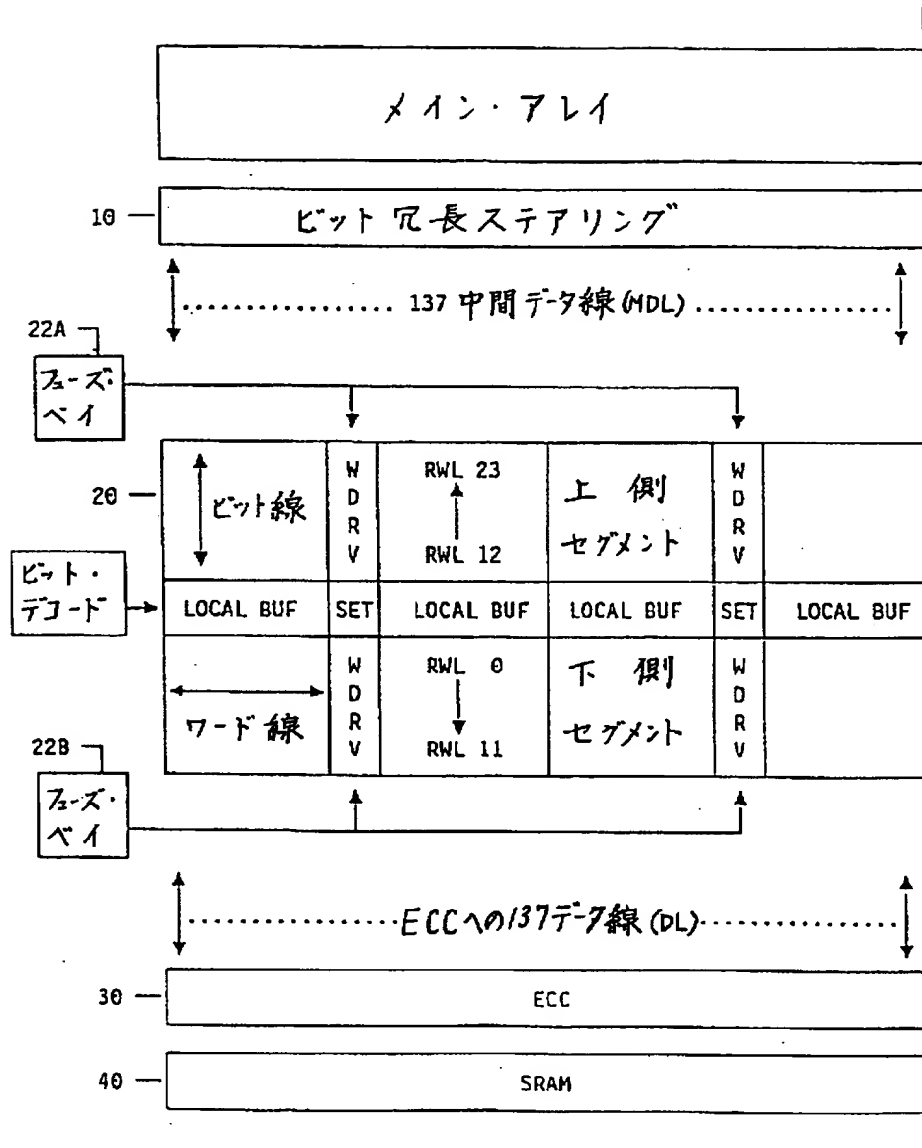 メイン・アレイ
10
ビット冗長ステアリング
137 中間データ線(MDL)
22A
フューズ・
ベイ
20
ビット線
WDRV
RWL 23
RWL 12
上側
セグメント
WDRV
ビット・
デコード
LOCAL BUF
SET
LOCAL BUF
LOCAL BUF
SET
LOCAL BUF
ワード線
WDRV
RWL 0
RWL 11
下側
セグメント
WDRV
22B
フューズ・
ベイ
ECCへの137データ線(DL)
30
ECC
40
SRAM